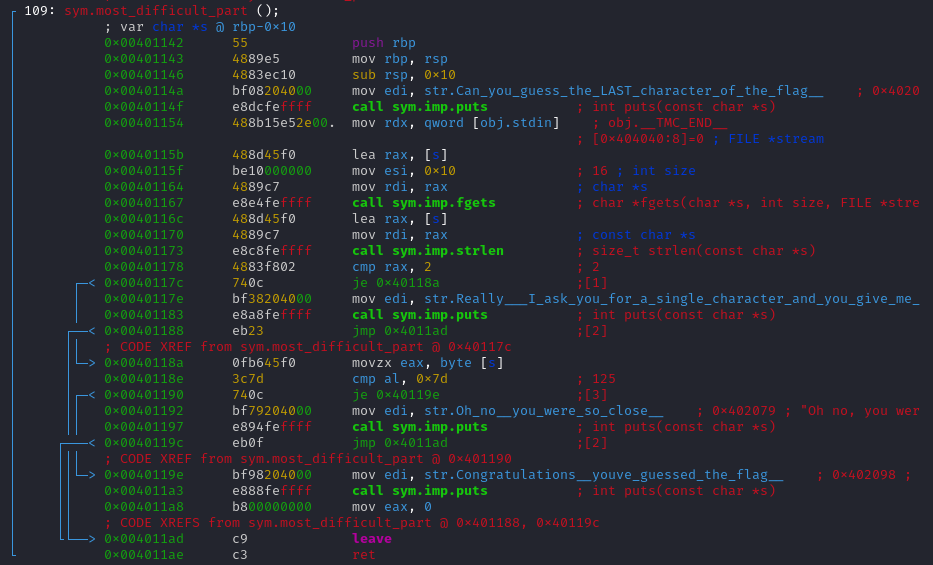 109: sym.most_difficult_part ();
; var char *s @ rbp-0×10
0×00401142 55 push rbp
0×00401143 4889e5 mov rbp, rsp
0×00401146 4883ec10 sub rsp, 0×10
0×0040114a bf08204000 mov edi, str.Can_you_guess_the_LAST_character_of_the_flag__ ; 0×4020
0×0040114f e8dcfeffff call sym.imp.puts ; int puts(const char *s)
0×00401154 488b15e52e00. mov rdx, qword [obj.stdin] ; obj.__TMC_END__
; [0×404040:8]=0 ; FILE *stream
0×0040115b 488d45f0 lea rax, [s]
0×0040115f be10000000 mov esi, 0×10 ; 16 ; int size
0×00401164 4889c7 mov rdi, rax ; char *s
0×00401167 e8e4feffff call sym.imp.fgets ; char *fgets(char *s, int size, FILE *stre
0×0040116c 488d45f0 lea rax, [s]
0×00401170 4889c7 mov rdi, rax ; const char *s
0×00401173 e8c8feffff call sym.imp.strlen ; size_t strlen(const char *s)
0×00401178 4883f802 cmp rax, 2 ; 2
< 0×0040117c 740c je 0×40118a ;[1]
0×0040117e bf38204000 mov edi, str.Really___I_ask_you_for_a_single_character_and_you_give_me_
0×00401183 e8a8feffff call sym.imp.puts ; int puts(const char *s)
< 0×00401188 eb23 jmp 0×4011ad ;[2]
; CODE XREF from sym.most_difficult_part @ 0×40117c
> 0×0040118a 0fb645f0 movzx eax, byte [s]
0×0040118e 3c7d cmp al, 0×7d ; 125
< 0×00401190 740c je 0×40119e ;[3]
0×00401192 bf79204000 mov edi, str.Oh_no__you_were_so_close__ ; 0×402079 ; "Oh no, you wer
0×00401197 e894feffff call sym.imp.puts ; int puts(const char *s)
< 0×0040119c eb0f jmp 0×4011ad ;[2]
; CODE XREF from sym.most_difficult_part @ 0×401190
> 0×0040119e bf98204000 mov edi, str.Congratulations__youve_guessed_the_flag__ ; 0×402098 ;
0×004011a3 e888feffff call sym.imp.puts ; int puts(const char *s)
0×004011a8 b800000000 mov eax, 0
; CODE XREFS from sym.most_difficult_part @ 0×401188, 0×40119c
> 0×004011ad c9 leave
0×004011ae c3 ret